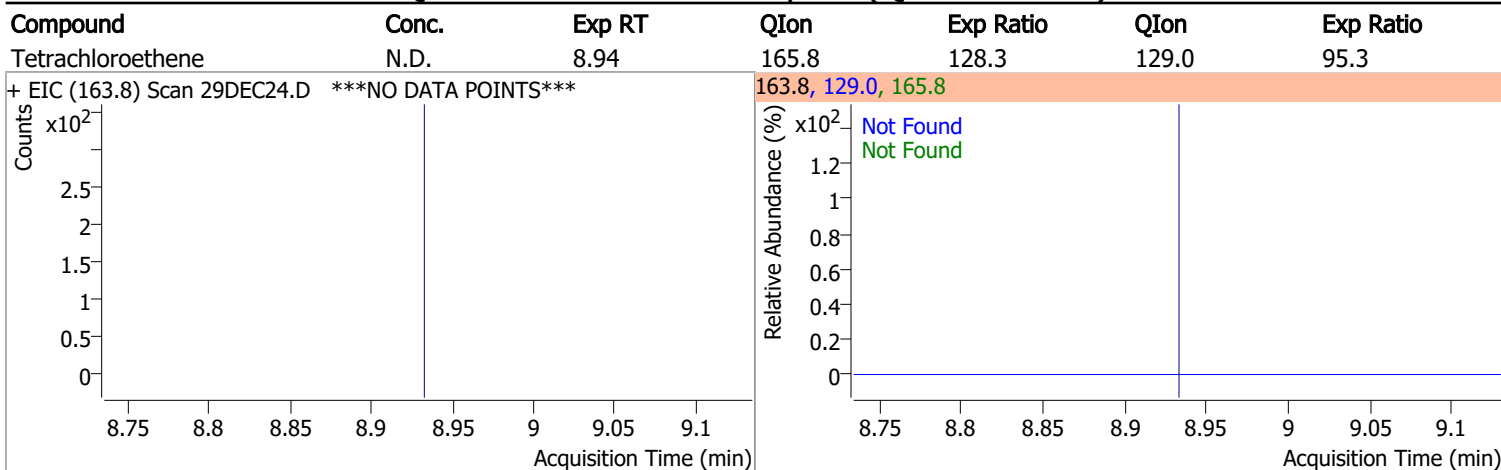 Compound Conc. Exp RT QIon Exp Ratio QIon Exp Ratio
Tetrachloroethene N.D. 8.94 165.8 128.3 129.0 95.3
+ EIC (163.8) Scan 29DEC24.D ***NO DATA POINTS***
Counts
x10²
2.5
2
1.5
1
0.5
0
8.75 8.8 8.85 8.9 8.95 9 9.05 9.1
Acquisition Time (min)
163.8, 129.0, 165.8
Relative Abundance (%)
x10²
Not Found
Not Found
1.2
1
0.8
0.6
0.4
0.2
0
8.75 8.8 8.85 8.9 8.95 9 9.05 9.1
Acquisition Time (min)